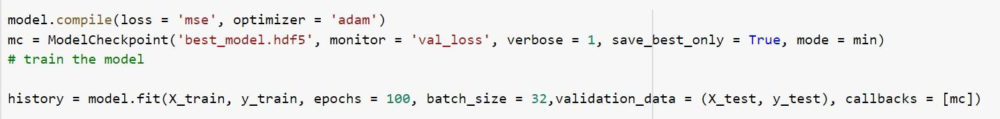 model.compile(loss = 'mse', optimizer = 'adam')
mc = ModelCheckpoint('best_model.hdf5', monitor = 'val_loss', verbose = 1, save_best_only = True, mode = min)
# train the model
history = model.fit(X_train, y_train, epochs = 100, batch_size = 32,validation_data = (X_test, y_test), callbacks = [mc])